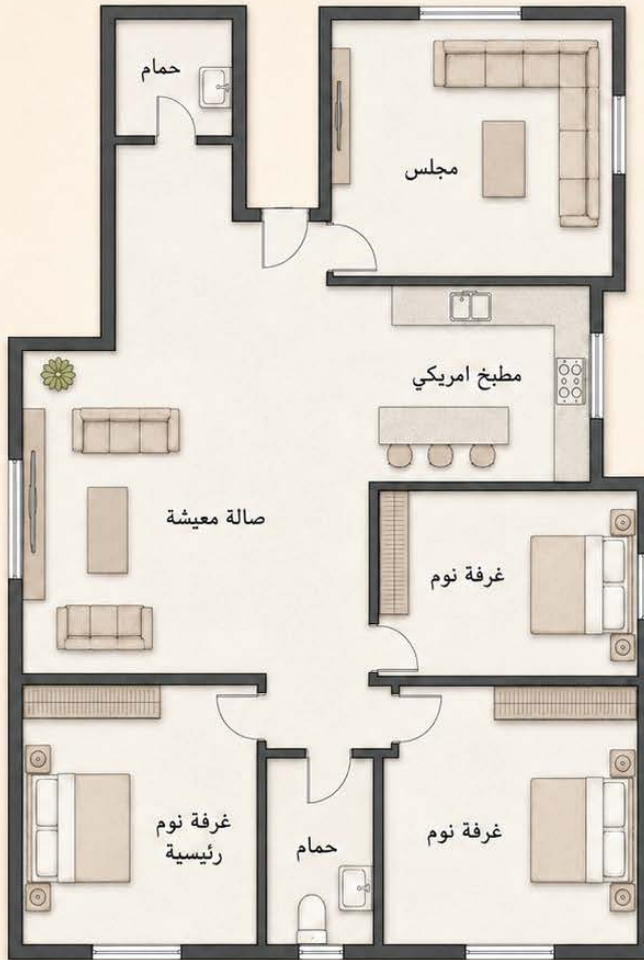 حمام
مجلس
مطبخ امريكي
صالة معيشة
غرفة نوم
غرفة نوم
رئيسية
حمام
غرفة نوم